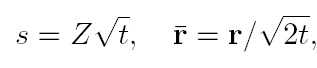 s = Z√t, r̄ = r/√2t,